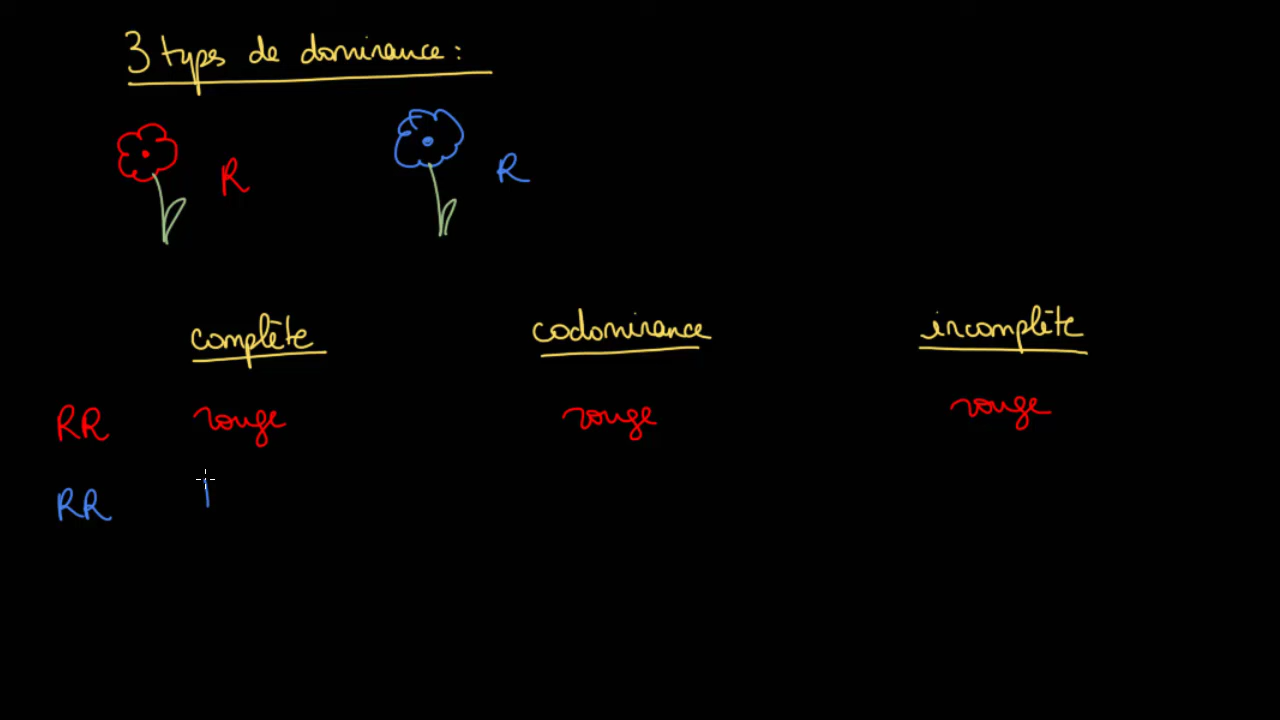 3 types de dominance :
R R
complète codominance incomplète
RR rouge rouge rouge
RR